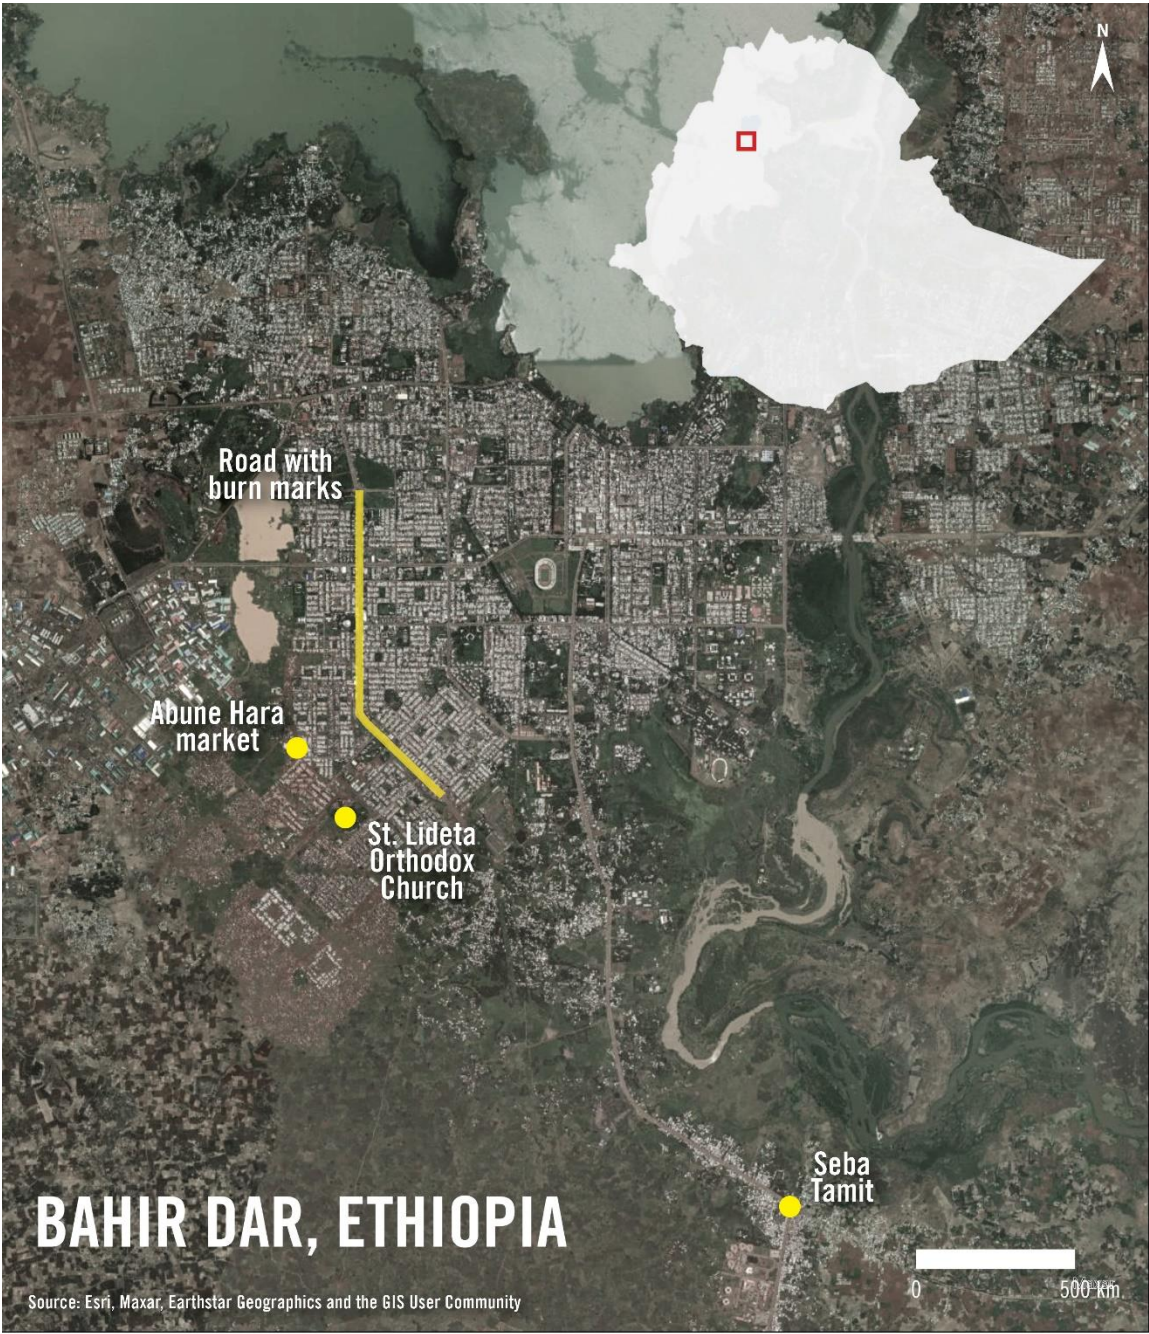 N
Road with
burn marks
Abune Hara
market
St. Lideta
Orthodox
Church
Seba
Tamit
BAHIR DAR, ETHIOPIA
0 500 km
Source: Esri, Maxar, Earthstar Geographics and the GIS User Community